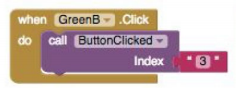 when GreenB .Click
do call ButtonClicked
Index " 3 "